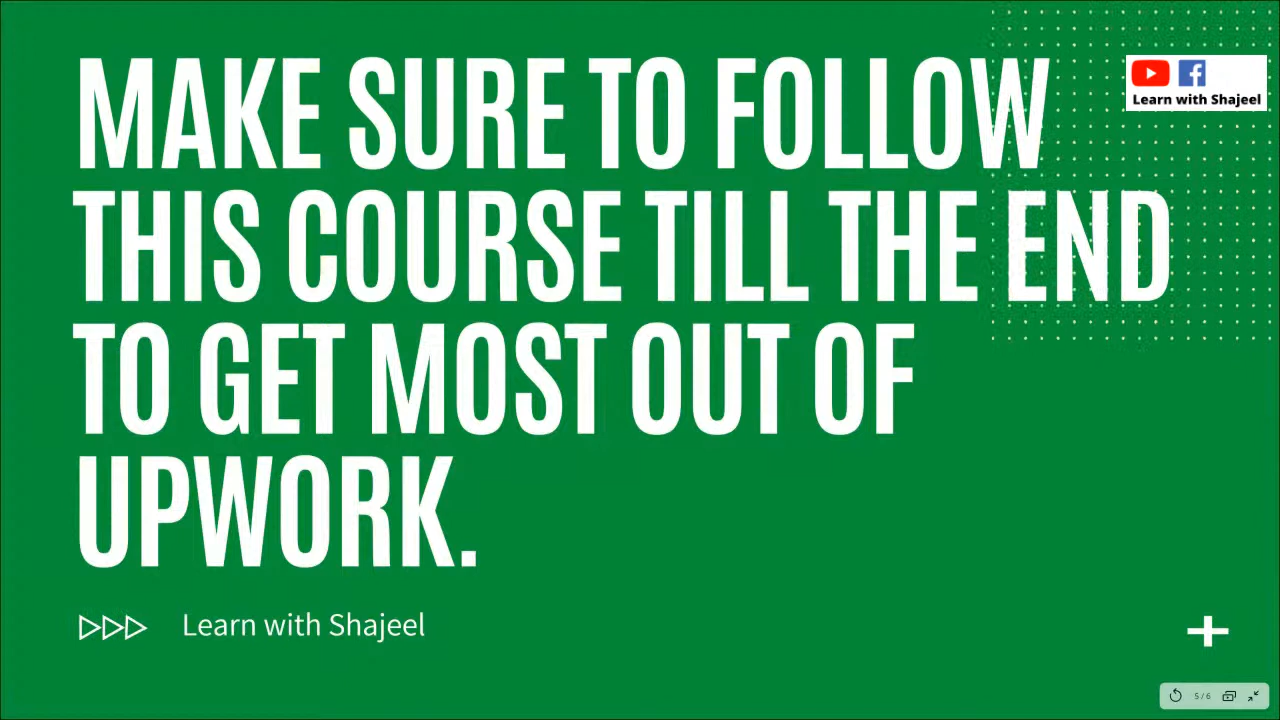 MAKE SURE TO FOLLOW
THIS COURSE TILL THE END
TO GET MOST OUT OF
UPWORK.
Learn with Shajeel
Learn with Shajeel
5/6